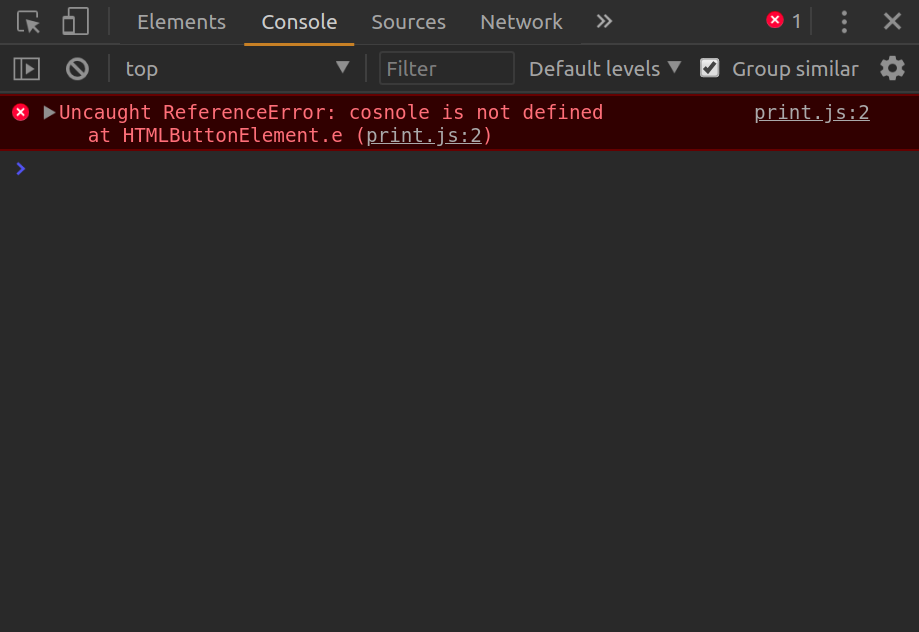 Elements Console Sources Network » 1
top Filter Default levels Group similar
Uncaught ReferenceError: cosnole is not defined print.js:2
at HTMLButtonElement.e (print.js:2)